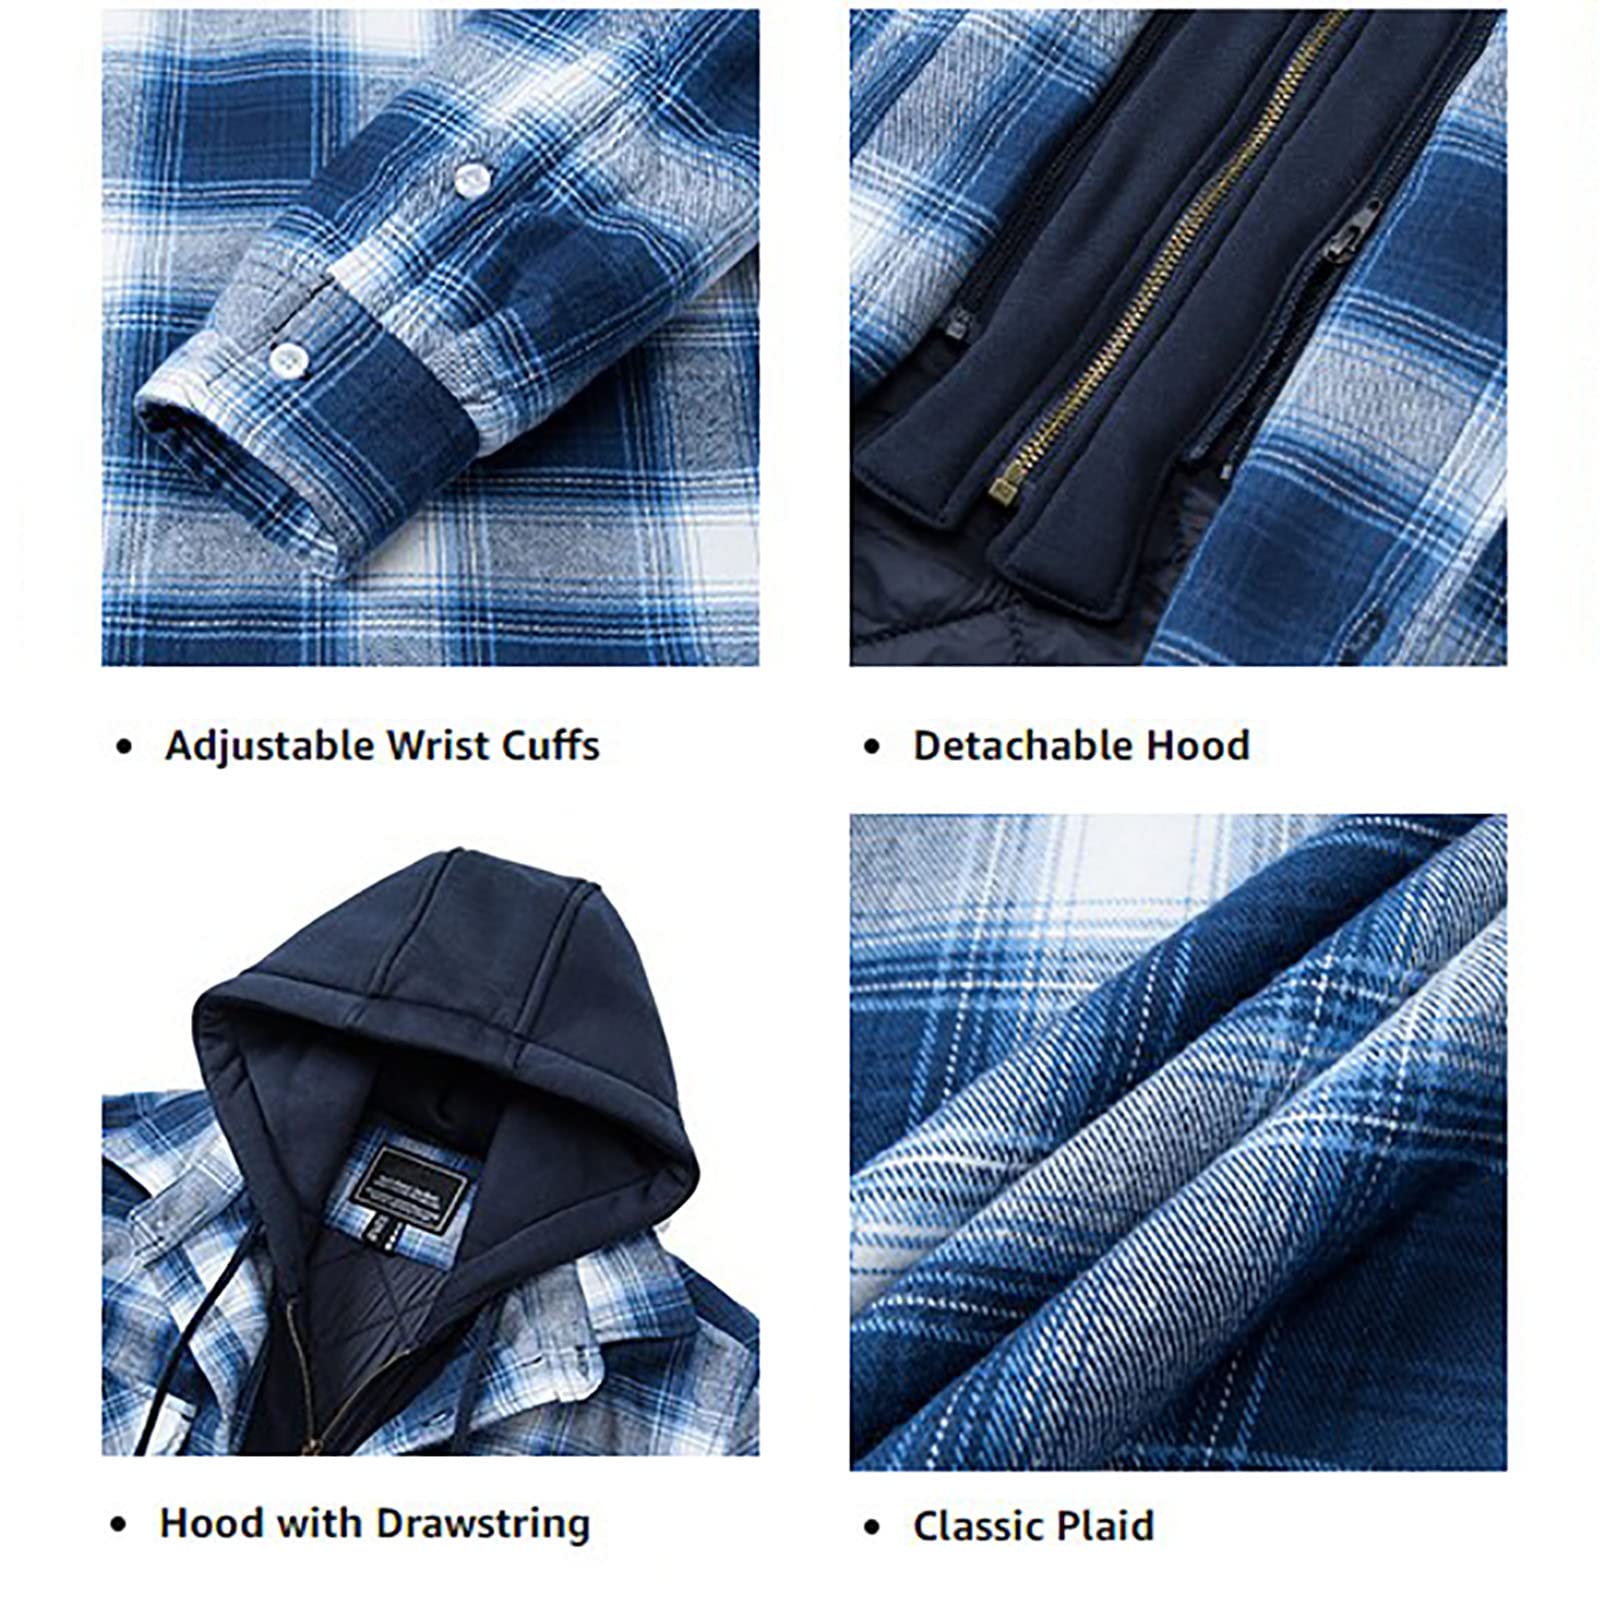 • Adjustable Wrist Cuffs
• Detachable Hood
• Hood with Drawstring
• Classic Plaid